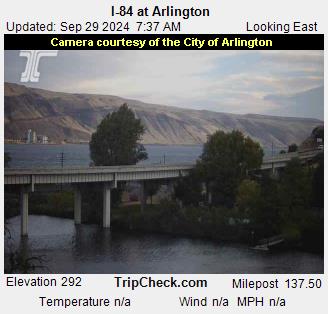 I-84 at Arlington
Updated: Sep 29 2024 7:37 AM Looking East
Camera courtesy of the City of Arlington
Elevation 292 TripCheck.com Milepost 137.50
Temperature n/a Wind n/a MPH n/a